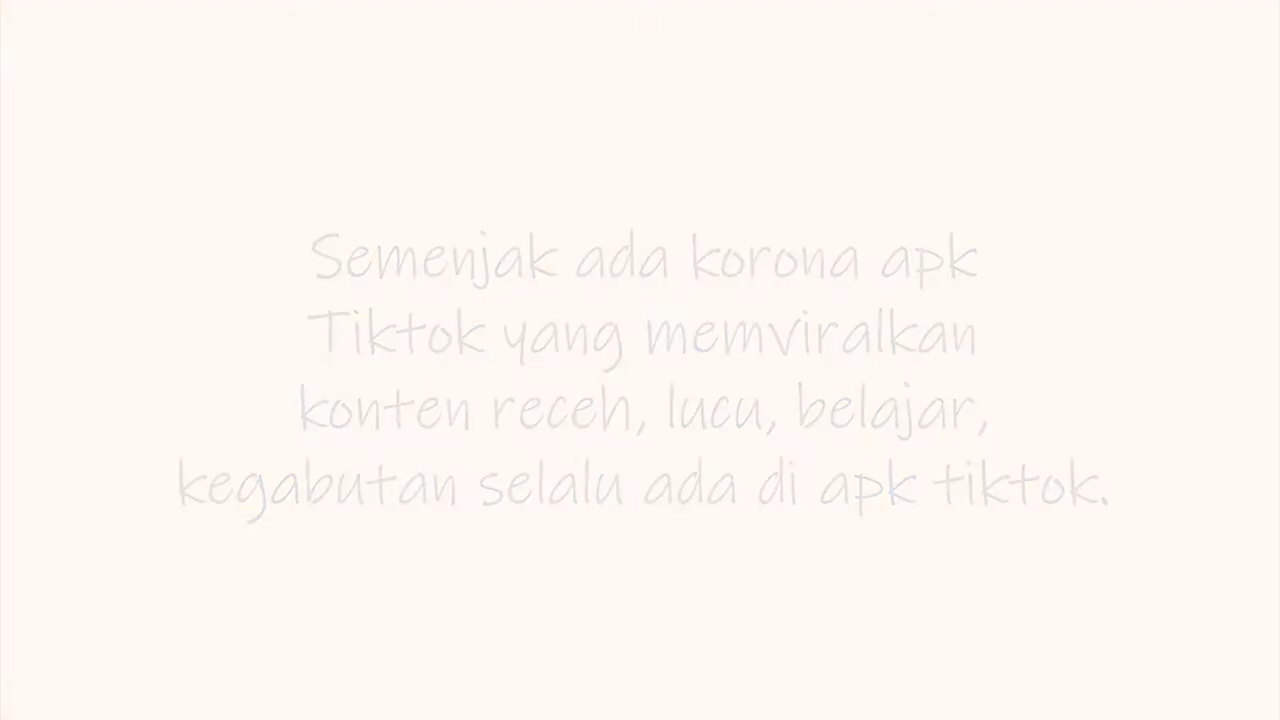 Semenjak ada korona apk
Tiktok yang memviralkan
konten receh, lucu, belajar,
kegabutan selalu ada di apk tiktok.